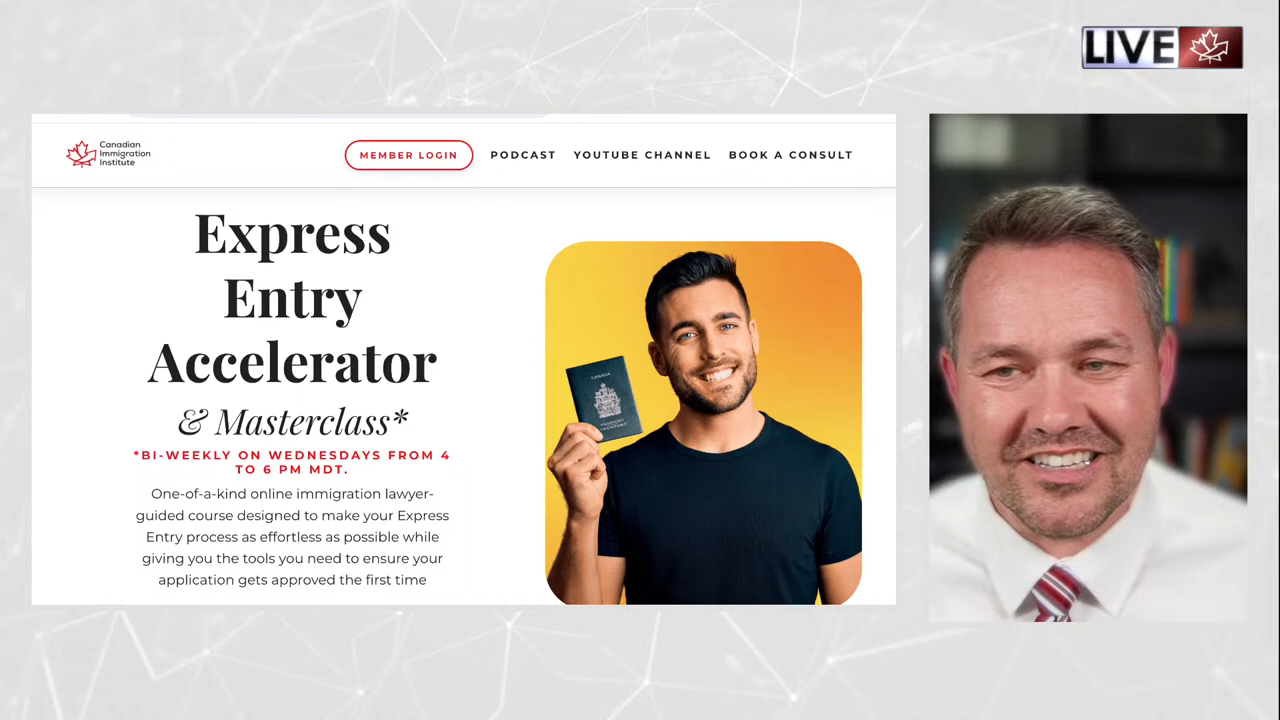 LIVE
Canadian
Immigration
Institute
MEMBER LOGIN
PODCAST
YOUTUBE CHANNEL
BOOK A CONSULT
Express
Entry
Accelerator
& Masterclass*
*BI-WEEKLY ON WEDNESDAYS FROM 4
TO 6 PM MDT.
One-of-a-kind online immigration lawyer-
guided course designed to make your Express
Entry process as effortless as possible while
giving you the tools you need to ensure your
application gets approved the first time
CANADA
PASSPORT
PASSEPORT